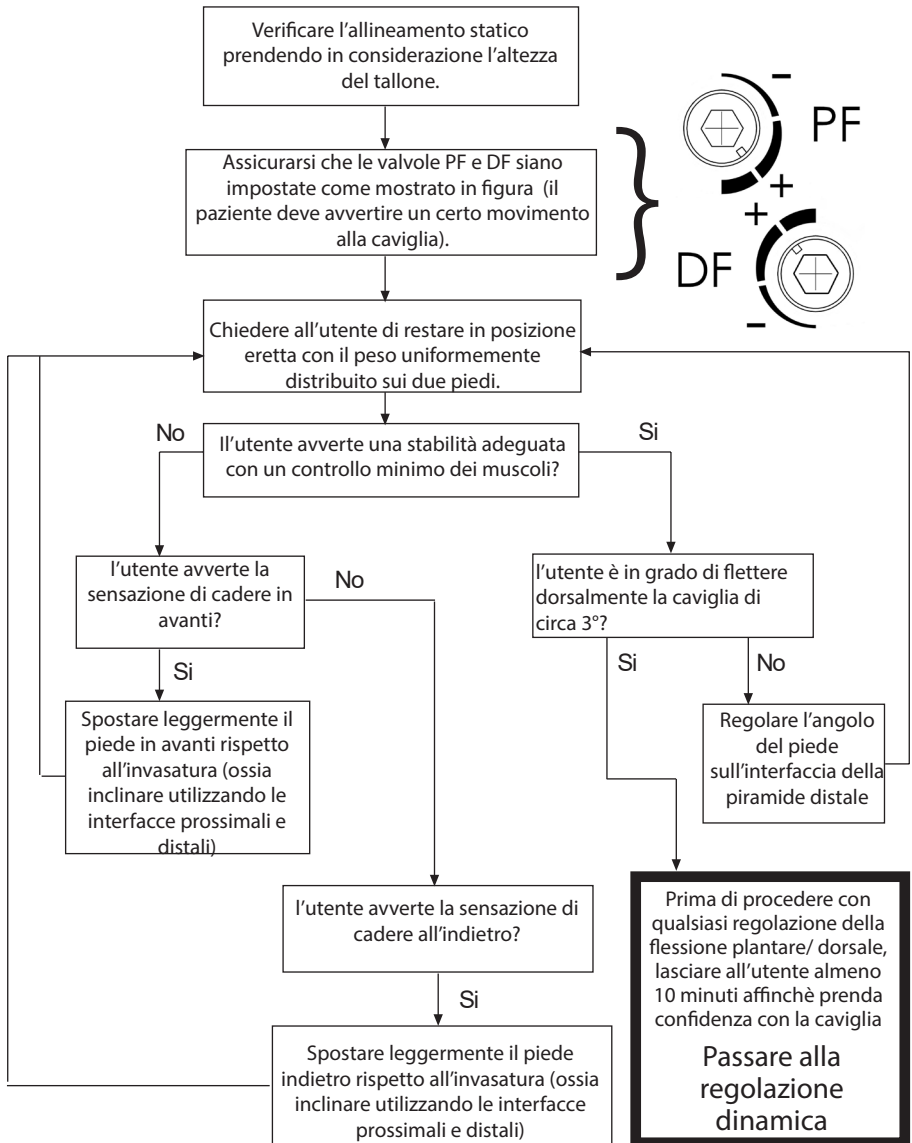 Verificare l’allineamento statico
prendendo in considerazione l’altezza
del tallone.
Assicurarsi che le valvole PF e DF siano
impostate come mostrato in figura (il
paziente deve avvertire un certo movimento
alla caviglia).
-
PF
+
+
DF
-
Chiedere all’utente di restare in posizione
eretta con il peso uniformemente
distribuito sui due piedi.
No
Si
Il’utente avverte una stabilità adeguata
con un controllo minimo dei muscoli?
l’utente avverte la
sensazione di cadere in
avanti?
No
Si
l’utente è in grado di flettere
dorsalmente la caviglia di
circa 3°?
Si
No
Spostare leggermente il
piede in avanti rispetto
all’invasatura (ossia
inclinare utilizzando le
interfacce prossimali e
distali)
Regolare l’angolo
del piede
sull’interfaccia della
piramide distale
l’utente avverte la sensazione di
cadere all’indietro?
Si
Spostare leggermente il piede
indietro rispetto all’invasatura (ossia
inclinare utilizzando le interfacce
prossimali e distali)
Prima di procedere con
qualsiasi regolazione della
flessione plantare/ dorsale,
lasciare all’utente almeno
10 minuti affinchè prenda
confidenza con la caviglia
Passare alla
regolazione
dinamica